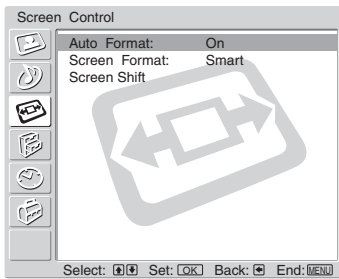 Screen Control
Auto Format: On
Screen Format: Smart
Screen Shift
Select: Set: OK Back: End: MENU